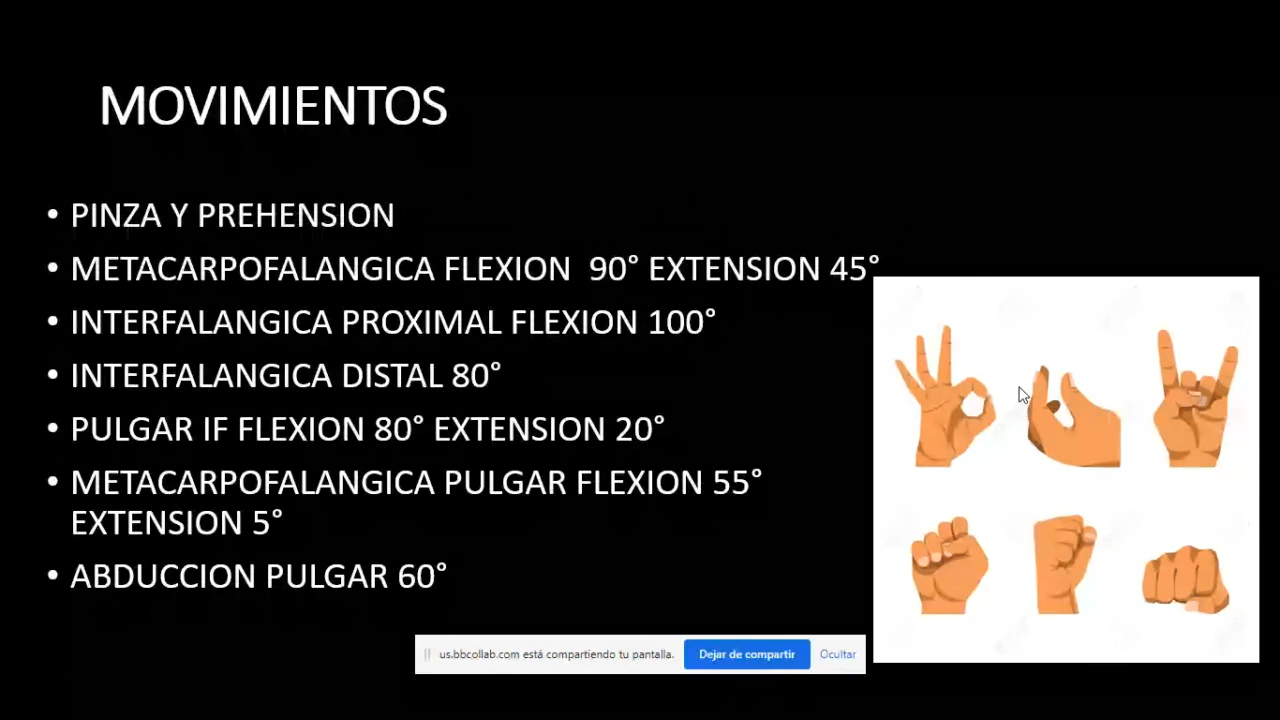 MOVIMIENTOS
• PINZA Y PREHENSION
• METACARPOFALANGICA FLEXION 90° EXTENSION 45°
• INTERFALANGICA PROXIMAL FLEXION 100°
• INTERFALANGICA DISTAL 80°
• PULGAR IF FLEXION 80° EXTENSION 20°
• METACARPOFALANGICA PULGAR FLEXION 55°
EXTENSION 5°
• ABDUCCION PULGAR 60°
us.bbcollab.com está compartiendo tu pantalla. Dejar de compartir Ocultar